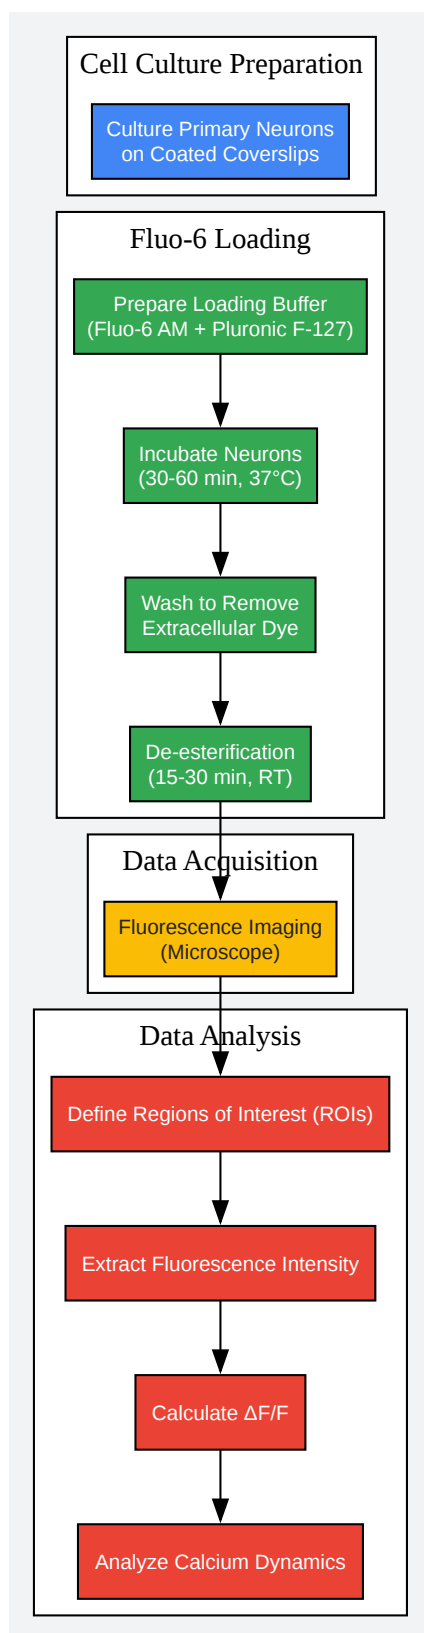 Cell Culture Preparation
Culture Primary Neurons
on Coated Coverslips
Fluo-6 Loading
Prepare Loading Buffer
(Fluo-6 AM + Pluronic F-127)
Incubate Neurons
(30-60 min, 37°C)
Wash to Remove
Extracellular Dye
De-esterification
(15-30 min, RT)
Data Acquisition
Fluorescence Imaging
(Microscope)
Data Analysis
Define Regions of Interest (ROIs)
Extract Fluorescence Intensity
Calculate ΔF/F
Analyze Calcium Dynamics